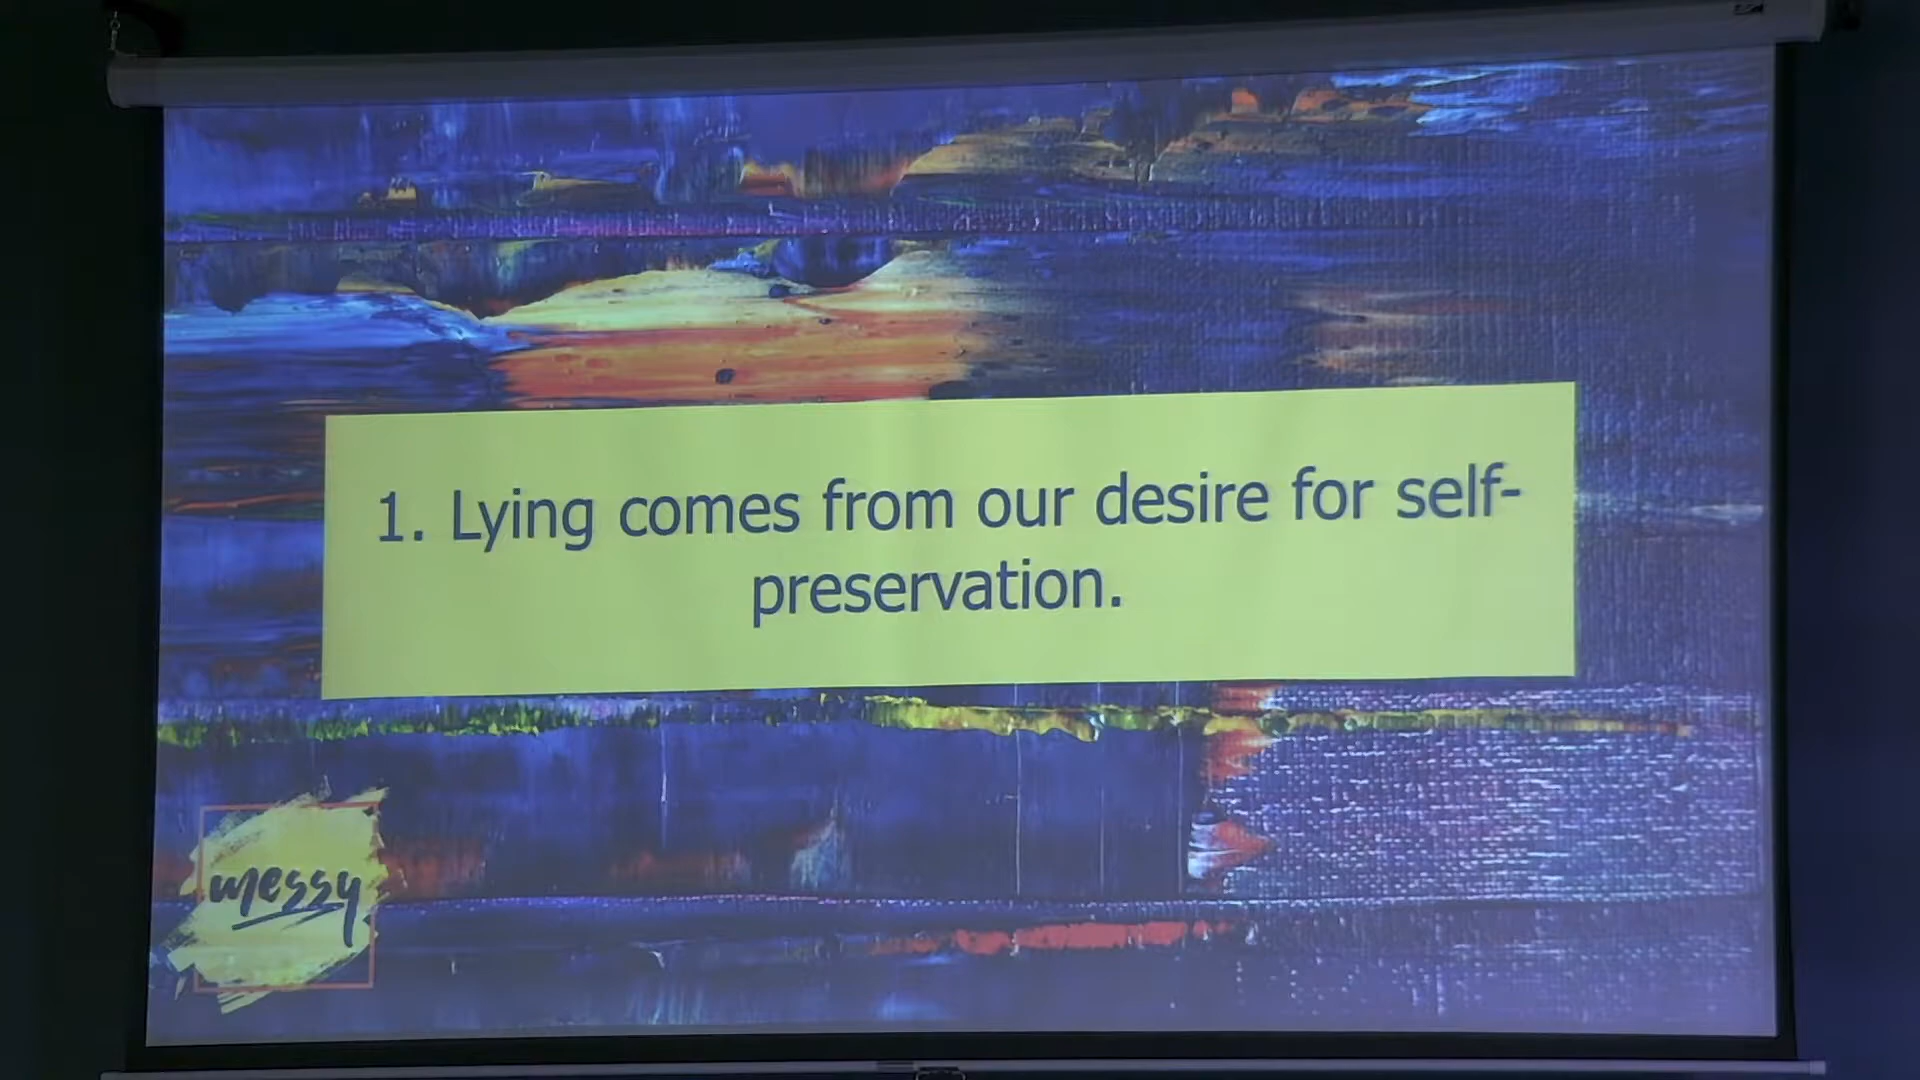 1. Lying comes from our desire for self-
preservation.
messy